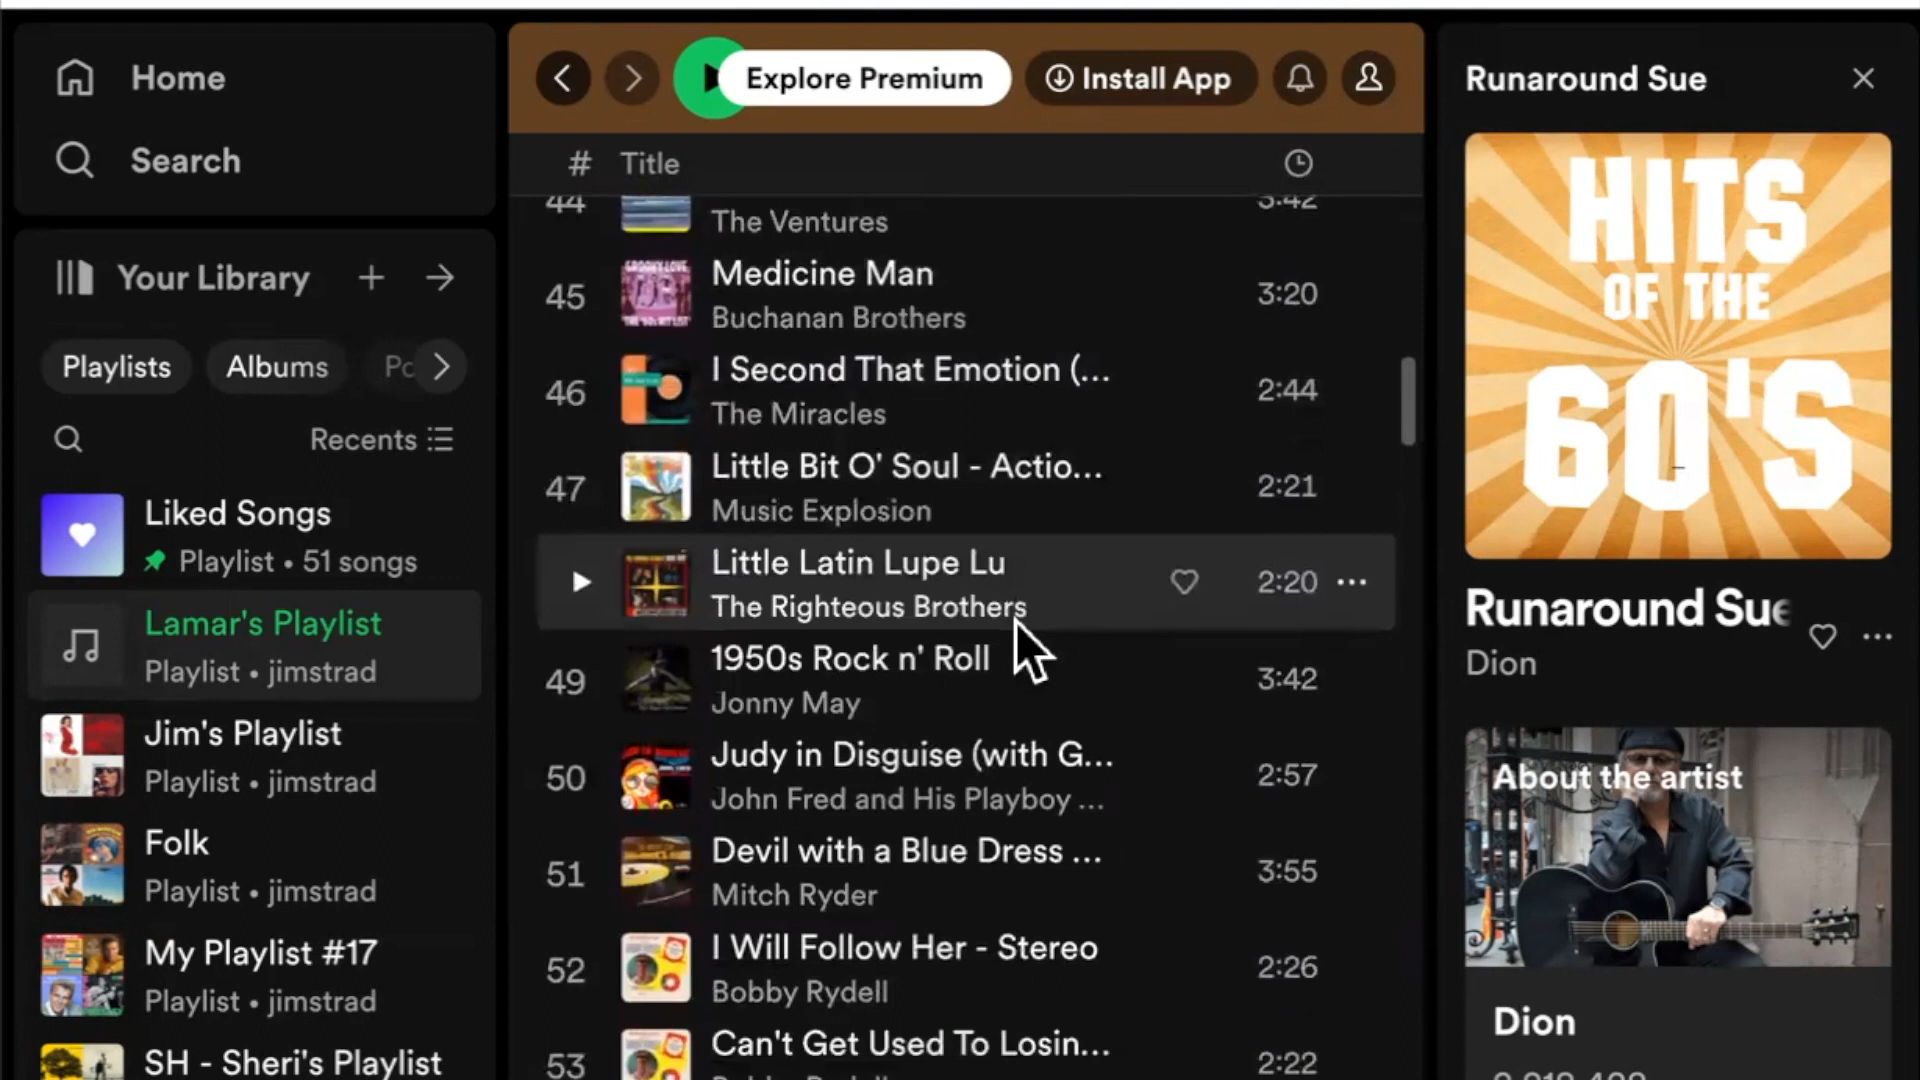 Home
Search
Your Library
Playlists
Albums
Recents
Liked Songs
Playlist • 51 songs
Lamar's Playlist
Playlist • jimstrad
Jim's Playlist
Playlist • jimstrad
Folk
Playlist • jimstrad
My Playlist #17
Playlist • jimstrad
SH - Sheri's Playlist
Explore Premium
Install App
# Title
44 3:42
The Ventures
45 Medicine Man 3:20
Buchanan Brothers
46 I Second That Emotion (... 2:44
The Miracles
47 Little Bit O' Soul - Actio... 2:21
Music Explosion
Little Latin Lupe Lu 2:20
The Righteous Brothers
49 1950s Rock n' Roll 3:42
Jonny May
50 Judy in Disguise (with G... 2:57
John Fred and His Playboy ...
51 Devil with a Blue Dress ... 3:55
Mitch Ryder
52 I Will Follow Her - Stereo 2:26
Bobby Rydell
53 Can't Get Used To Losin... 2:22
Runaround Sue
HITS
OF THE
60'S
Runaround Sue
Dion
About the artist
Dion